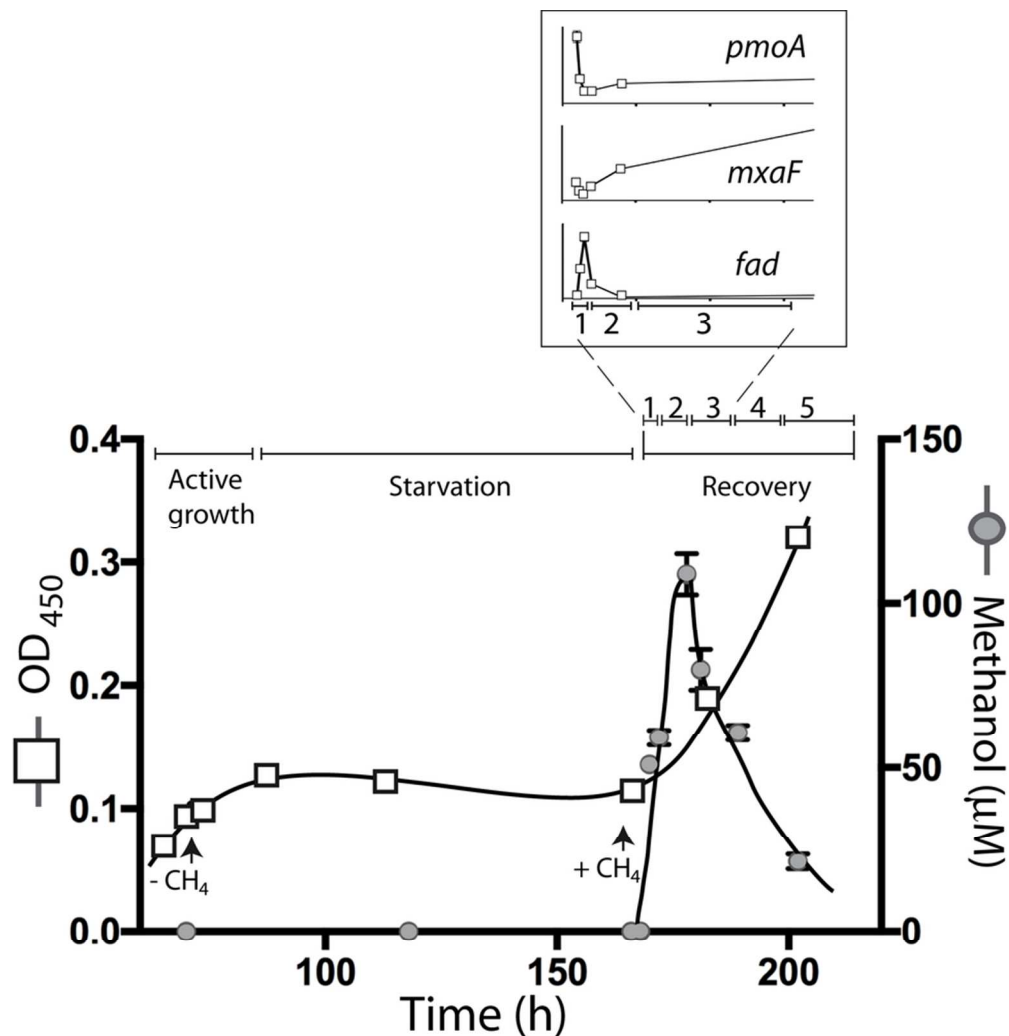 pmoA
mxaF
fad
1 2 3
1 2 3 4 5
0.4 150
Active growth
Starvation
Recovery
0.3
100
0.2
50
0.1
- CH4
+ CH4
0.0 0
100 150 200
Time (h)
OD450
Methanol (μM)